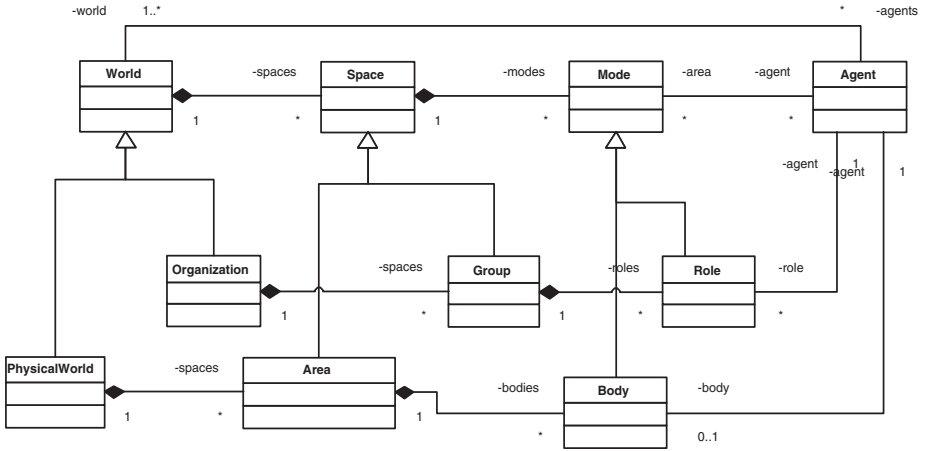 -world 1..* * -agents
World -spaces Space -modes Mode -area -agent Agent
1 * 1 * * *
-agent 1
-agent 1
Organization -spaces Group -roles Role -role
1 * 1 * *
PhysicalWorld -spaces Area -bodies Body -body
1 * 1 * 0..1